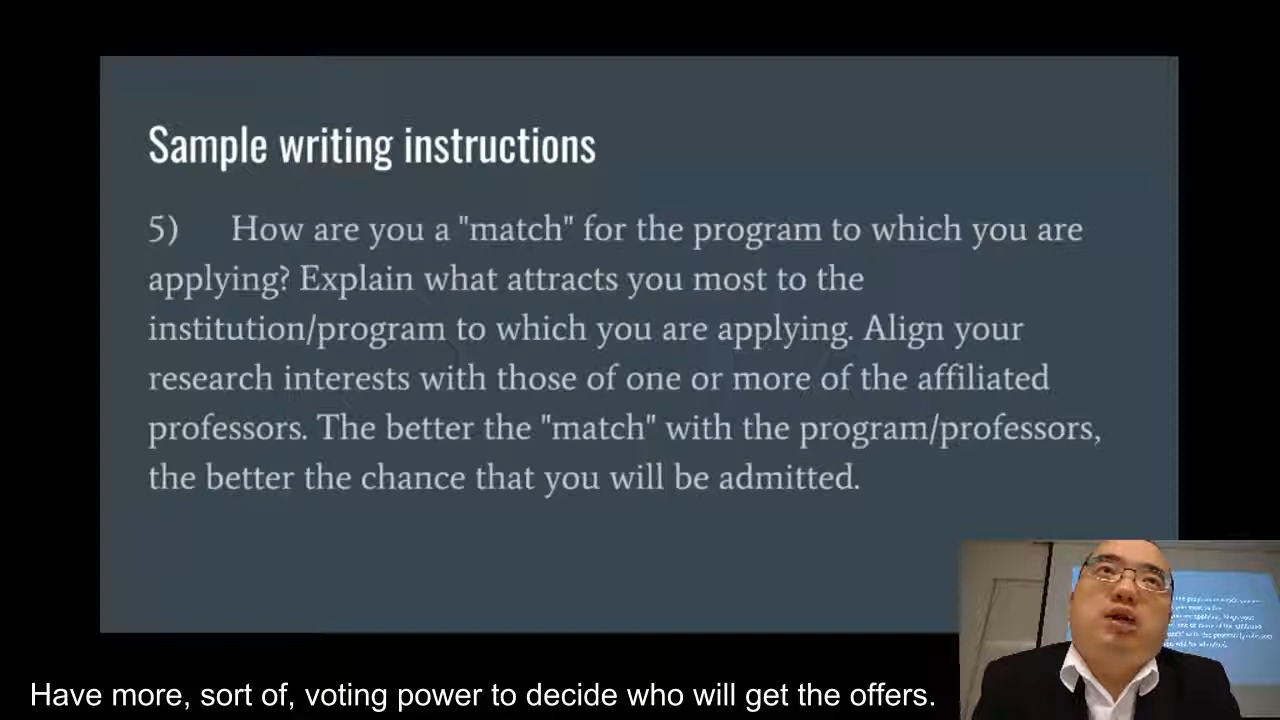 Sample writing instructions
5) How are you a "match" for the program to which you are
applying? Explain what attracts you most to the
institution/program to which you are applying. Align your
research interests with those of one or more of the affiliated
professors. The better the "match" with the program/professors,
the better the chance that you will be admitted.
Have more, sort of, voting power to decide who will get the offers.